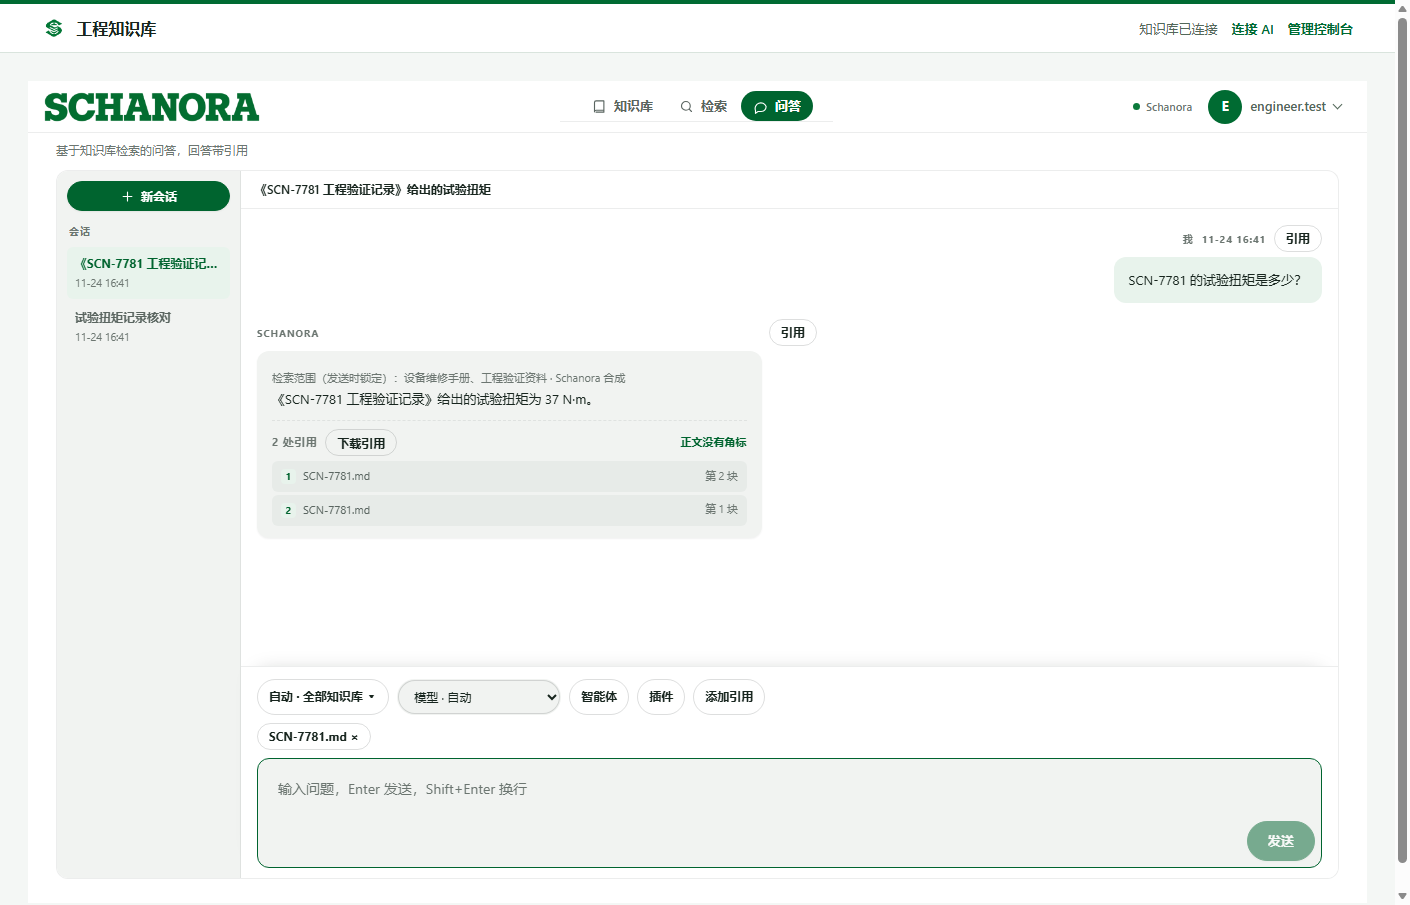 工程知识库
知识库已连接 连接 AI 管理控制台
SCHANORA
知识库 检索 问答
Schanora E engineer.test
基于知识库检索的问答，回答带引用
+ 新会话
会话
《SCN-7781 工程验证记...
11-24 16:41
试验扭矩记录核对
11-24 16:41
《SCN-7781 工程验证记录》给出的试验扭矩
我 11-24 16:41 引用
SCN-7781 的试验扭矩是多少？
SCHANORA 引用
检索范围（发送时锁定）：设备维修手册、工程验证资料 · Schanora 合成
《SCN-7781 工程验证记录》给出的试验扭矩为 37 N·m。
2 处引用 下载引用 正文没有角标
1 SCN-7781.md 第 2 块
2 SCN-7781.md 第 1 块
自动 · 全部知识库 模型 · 自动 智能体 插件 添加引用
SCN-7781.md ×
输入问题，Enter 发送，Shift+Enter 换行
发送